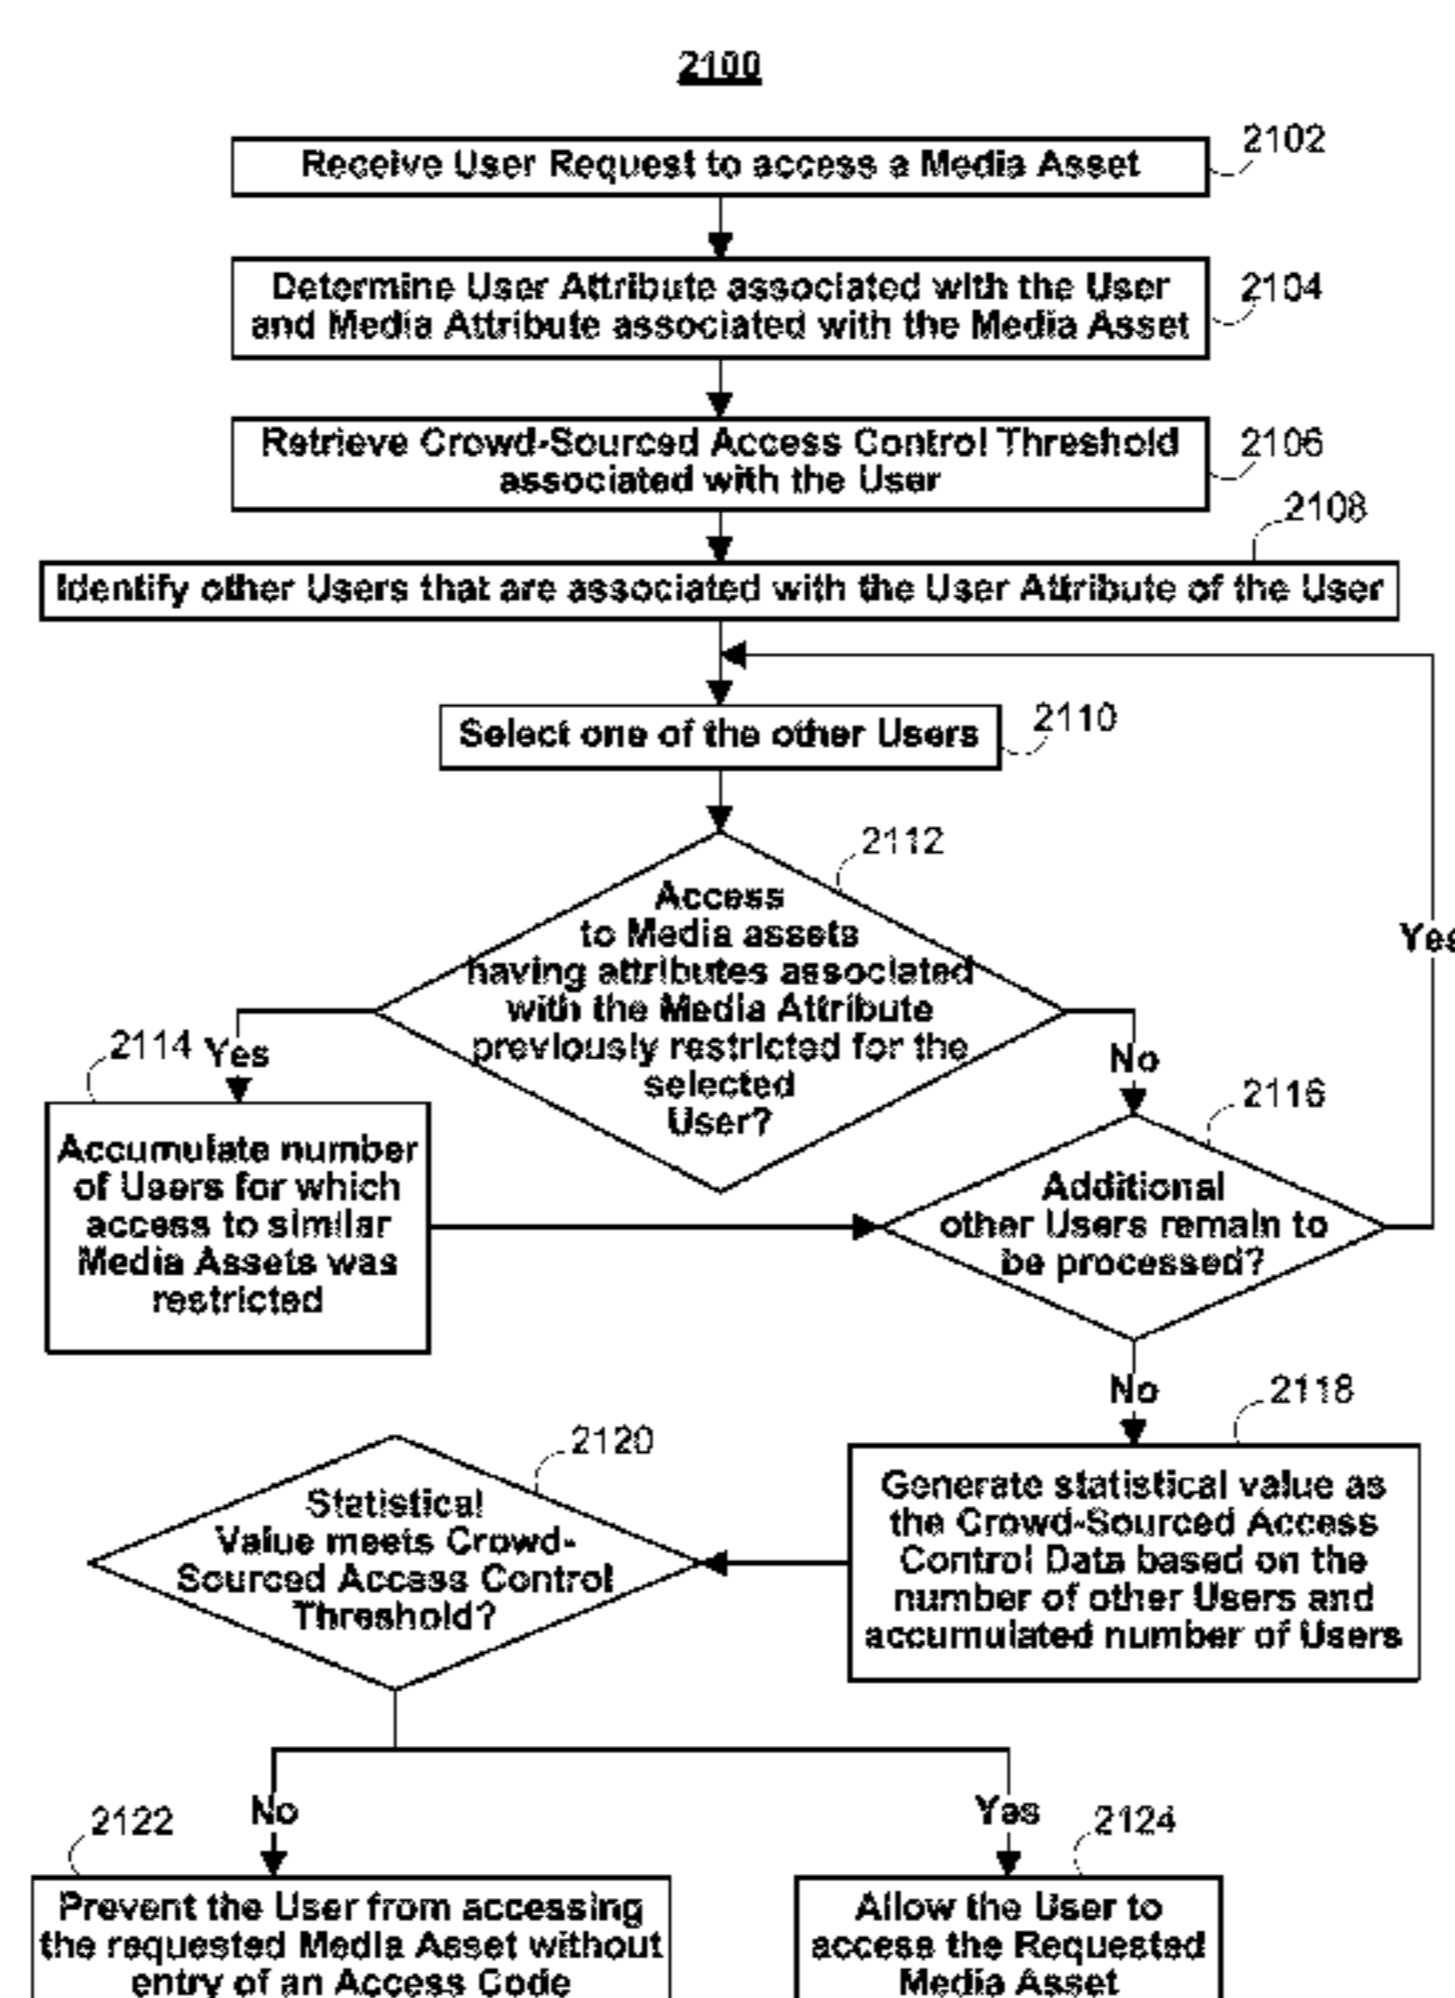 2100
Receive User Request to access a Media Asset
2102
Determine User Attribute associated with the User
and Media Attribute associated with the Media Asset
2104
Retrieve Crowd-Sourced Access Control Threshold
associated with the User
2106
2108
Identify other Users that are associated with the User Attribute of the User
Select one of the other Users
2110
2112
Access
to Media assets
having attributes associated
with the Media Attribute
previously restricted for the
selected
User?
Yes
2114
Yes
No
2116
Accumulate number
of Users for which
access to similar
Media Assets was
restricted
Additional
other Users remain to
be processed?
No
2118
2120
Statistical
Value meets Crowd-
Sourced Access Control
Threshold?
Generate statistical value as
the Crowd-Sourced Access
Control Data based on the
number of other Users and
accumulated number of Users
2122
No
Yes
2124
Prevent the User from accessing
the requested Media Asset without
entry of an Access Code
Allow the User to
access the Requested
Media Asset